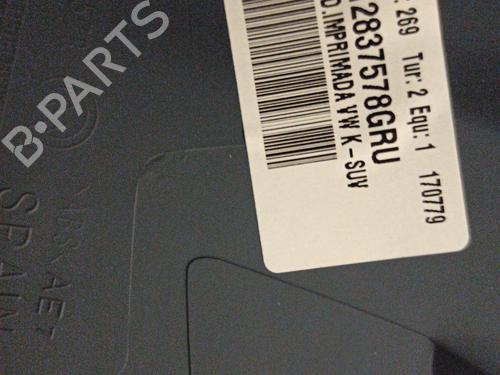 269 Tur: 2 Equ: 1 170779
2837578GRU
D.IMPRIMADA VW K-SUV
B-PARTS
SPAIN